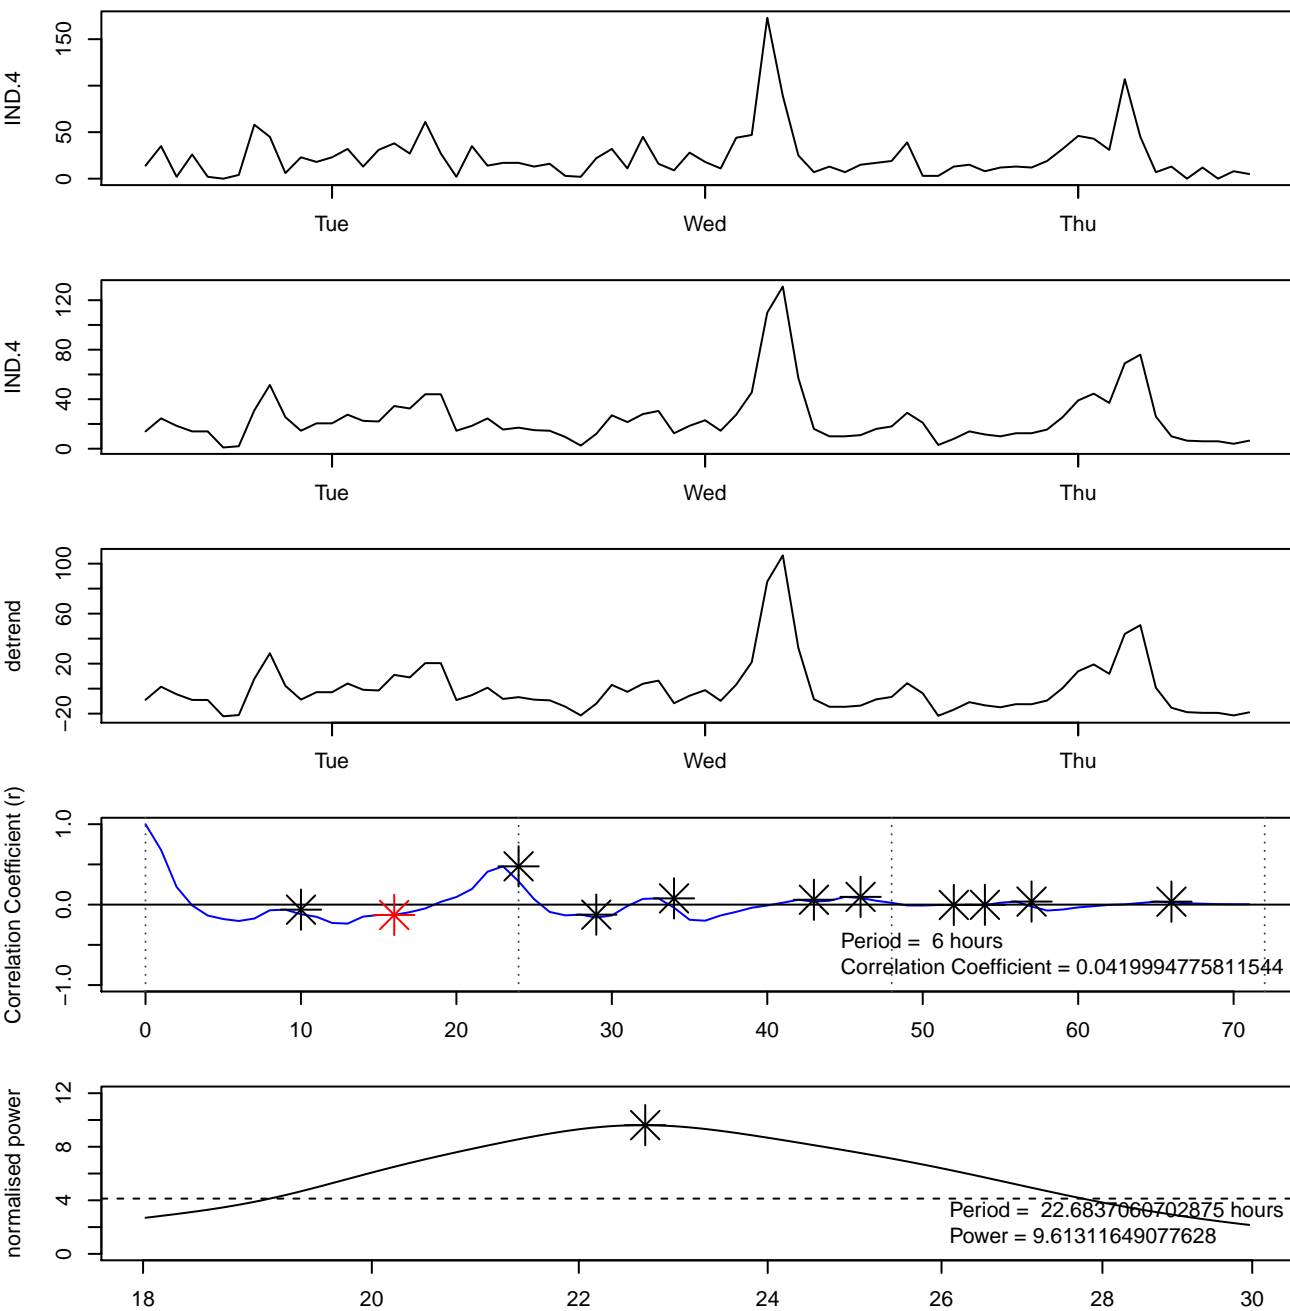 IND.4
0 50 150
Tue Wed Thu
IND.4
0 40 80 120
Tue Wed Thu
detrend
−20 20 60 100
Tue Wed Thu
Correlation Coefficient (r)
−1.0 0.0 1.0
Period =  6 hours
Correlation Coefficient = 0.04199944775811544
0 10 20 30 40 50 60 70
normalised power
0 4 8 12
Period =  22.6837060702875 hours
Power = 9.61311649077628
18 20 22 24 26 28 30